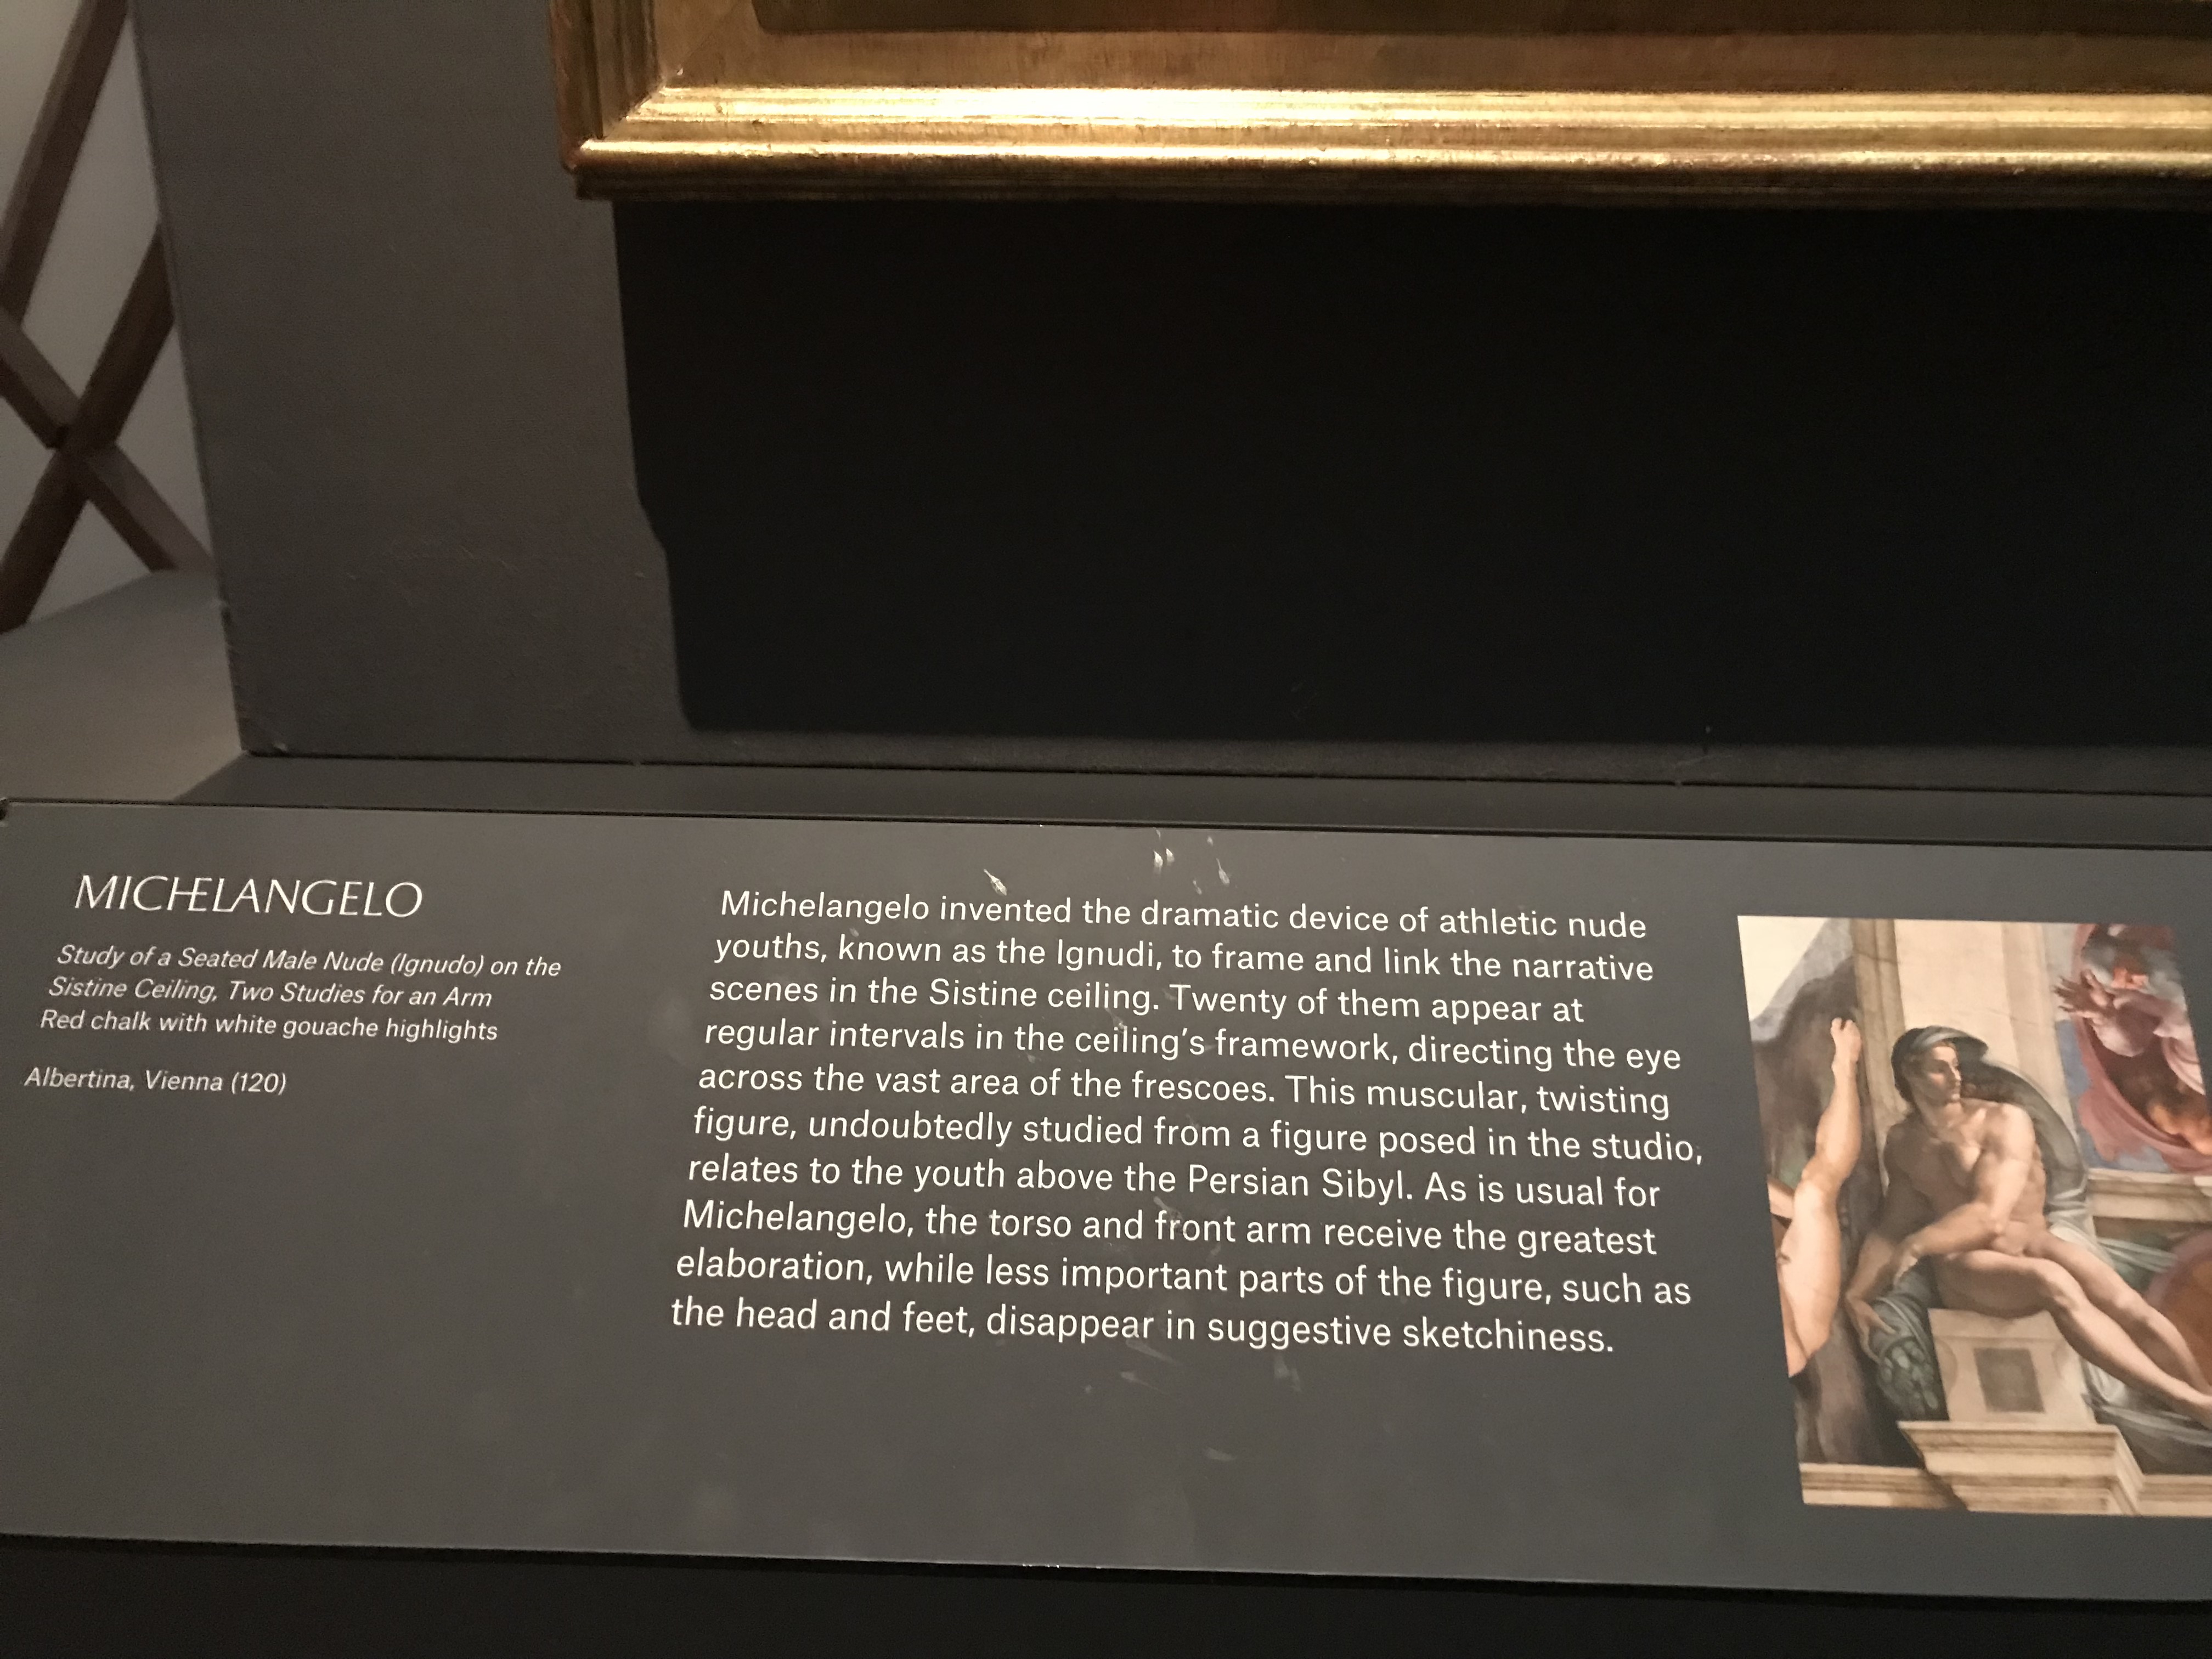 MICHELANGELO
Study of a Seated Male Nude (Ignudo) on the
Sistine Ceiling, Two Studies for an Arm
Red chalk with white gouache highlights
Albertina, Vienna (120)
Michelangelo invented the dramatic device of athletic nude
youths, known as the Ignudi, to frame and link the narrative
scenes in the Sistine ceiling. Twenty of them appear at
regular intervals in the ceiling's framework, directing the eye
across the vast area of the frescoes. This muscular, twisting
figure, undoubtedly studied from a figure posed in the studio,
relates to the youth above the Persian Sibyl. As is usual for
Michelangelo, the torso and front arm receive the greatest
elaboration, while less important parts of the figure, such as
the head and feet, disappear in suggestive sketchiness.